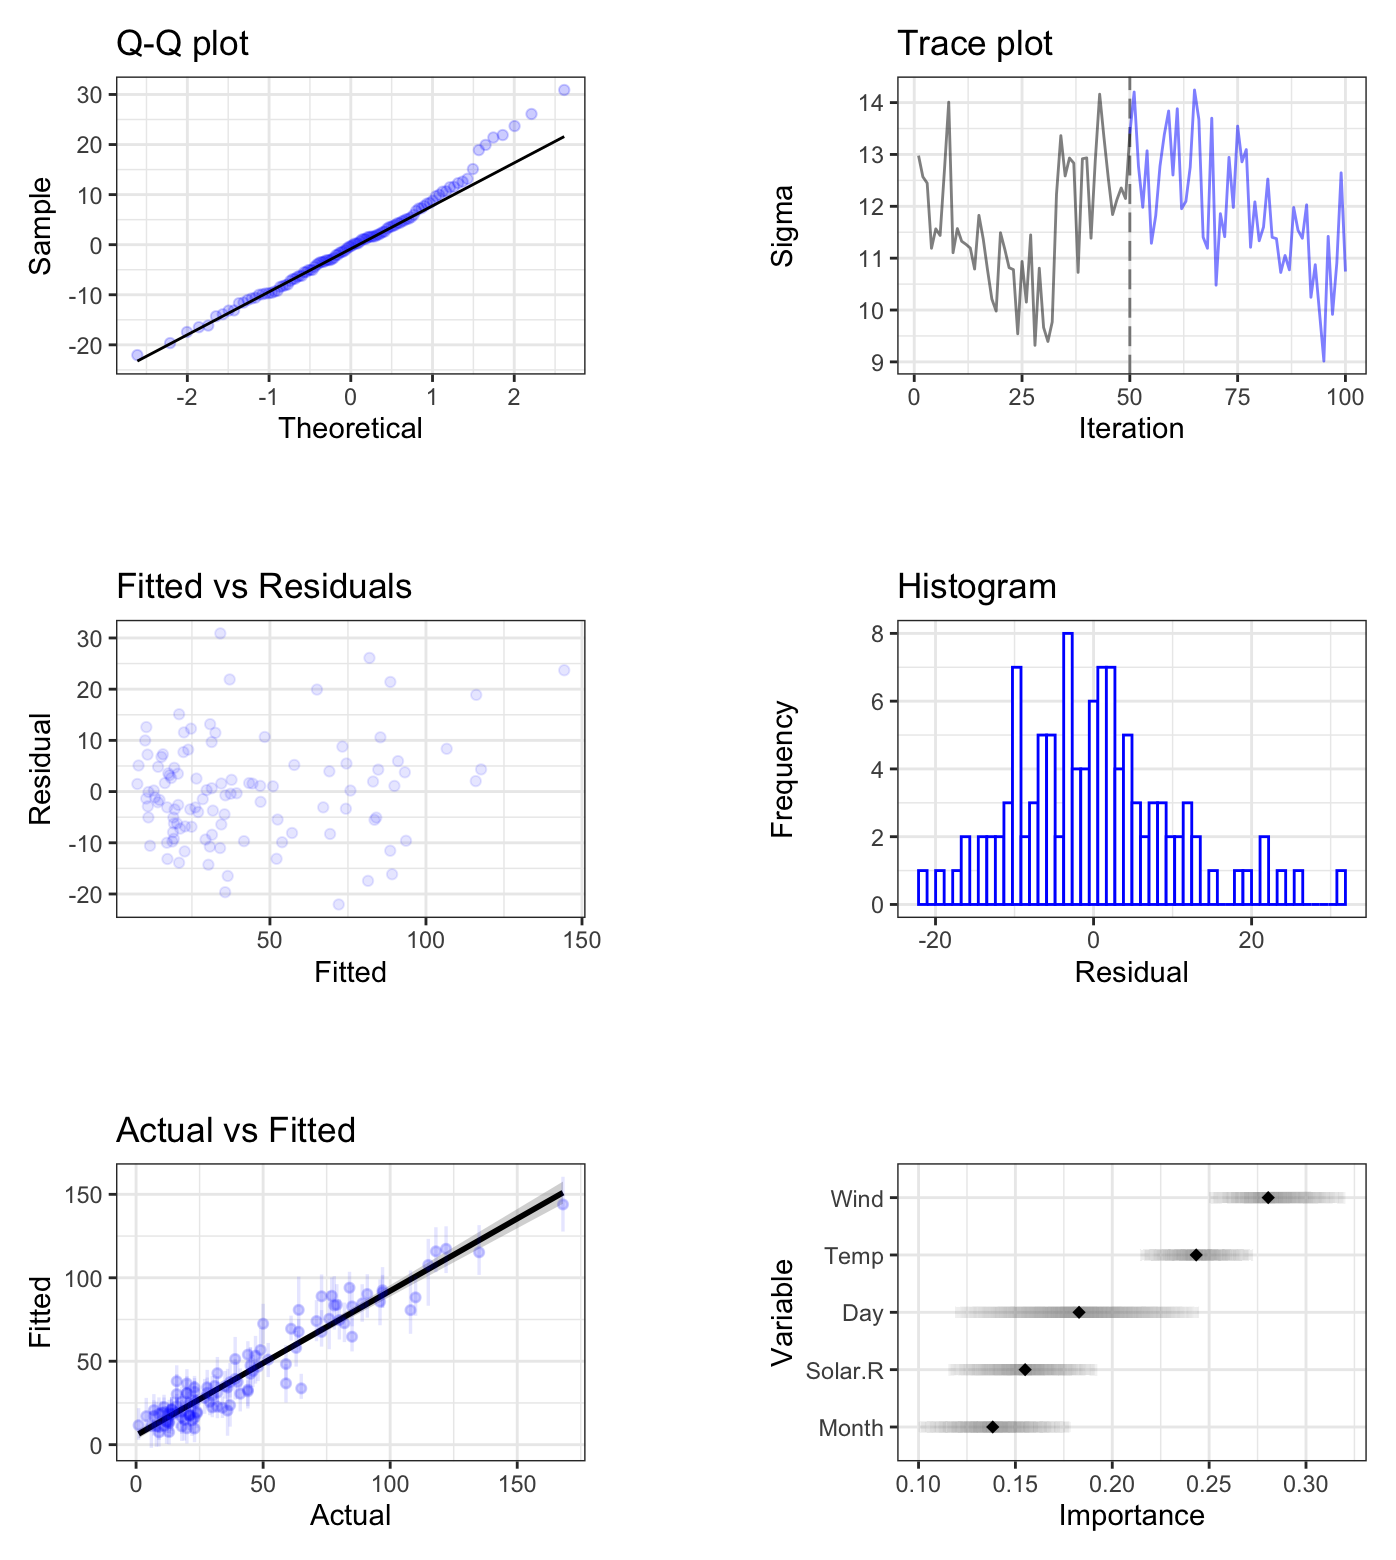 Q-Q plot
30
20
10
0
-10
-20
-2 -1 0 1 2
Sample
Theoretical
Trace plot
14
13
12
11
10
9
0 25 50 75 100
Sigma
Iteration
Fitted vs Residuals
30
20
10
0
-10
-20
50 100 150
Residual
Fitted
Histogram
8
6
4
2
0
-20 0 20
Frequency
Residual
Actual vs Fitted
150
100
50
0
0 50 100 150
Fitted
Actual
Wind
Temp
Day
Solar.R
Month
0.10 0.15 0.20 0.25 0.30
Variable
Importance